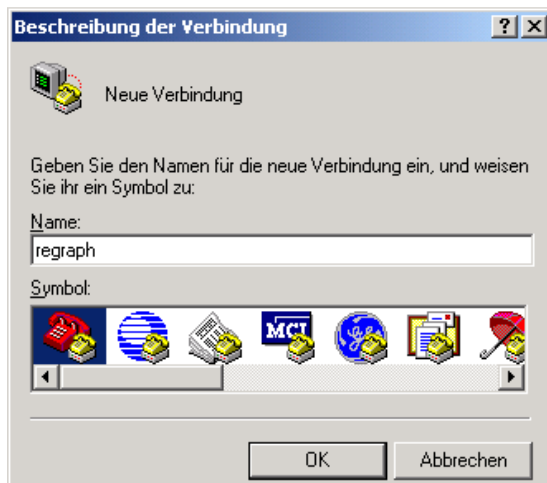 Beschreibung der Verbindung
Neue Verbindung
Geben Sie den Namen für die neue Verbindung ein, und weisen
Sie ihr ein Symbol zu:
Name:
regraph
Symbol:
MCI
OK Abbrechen